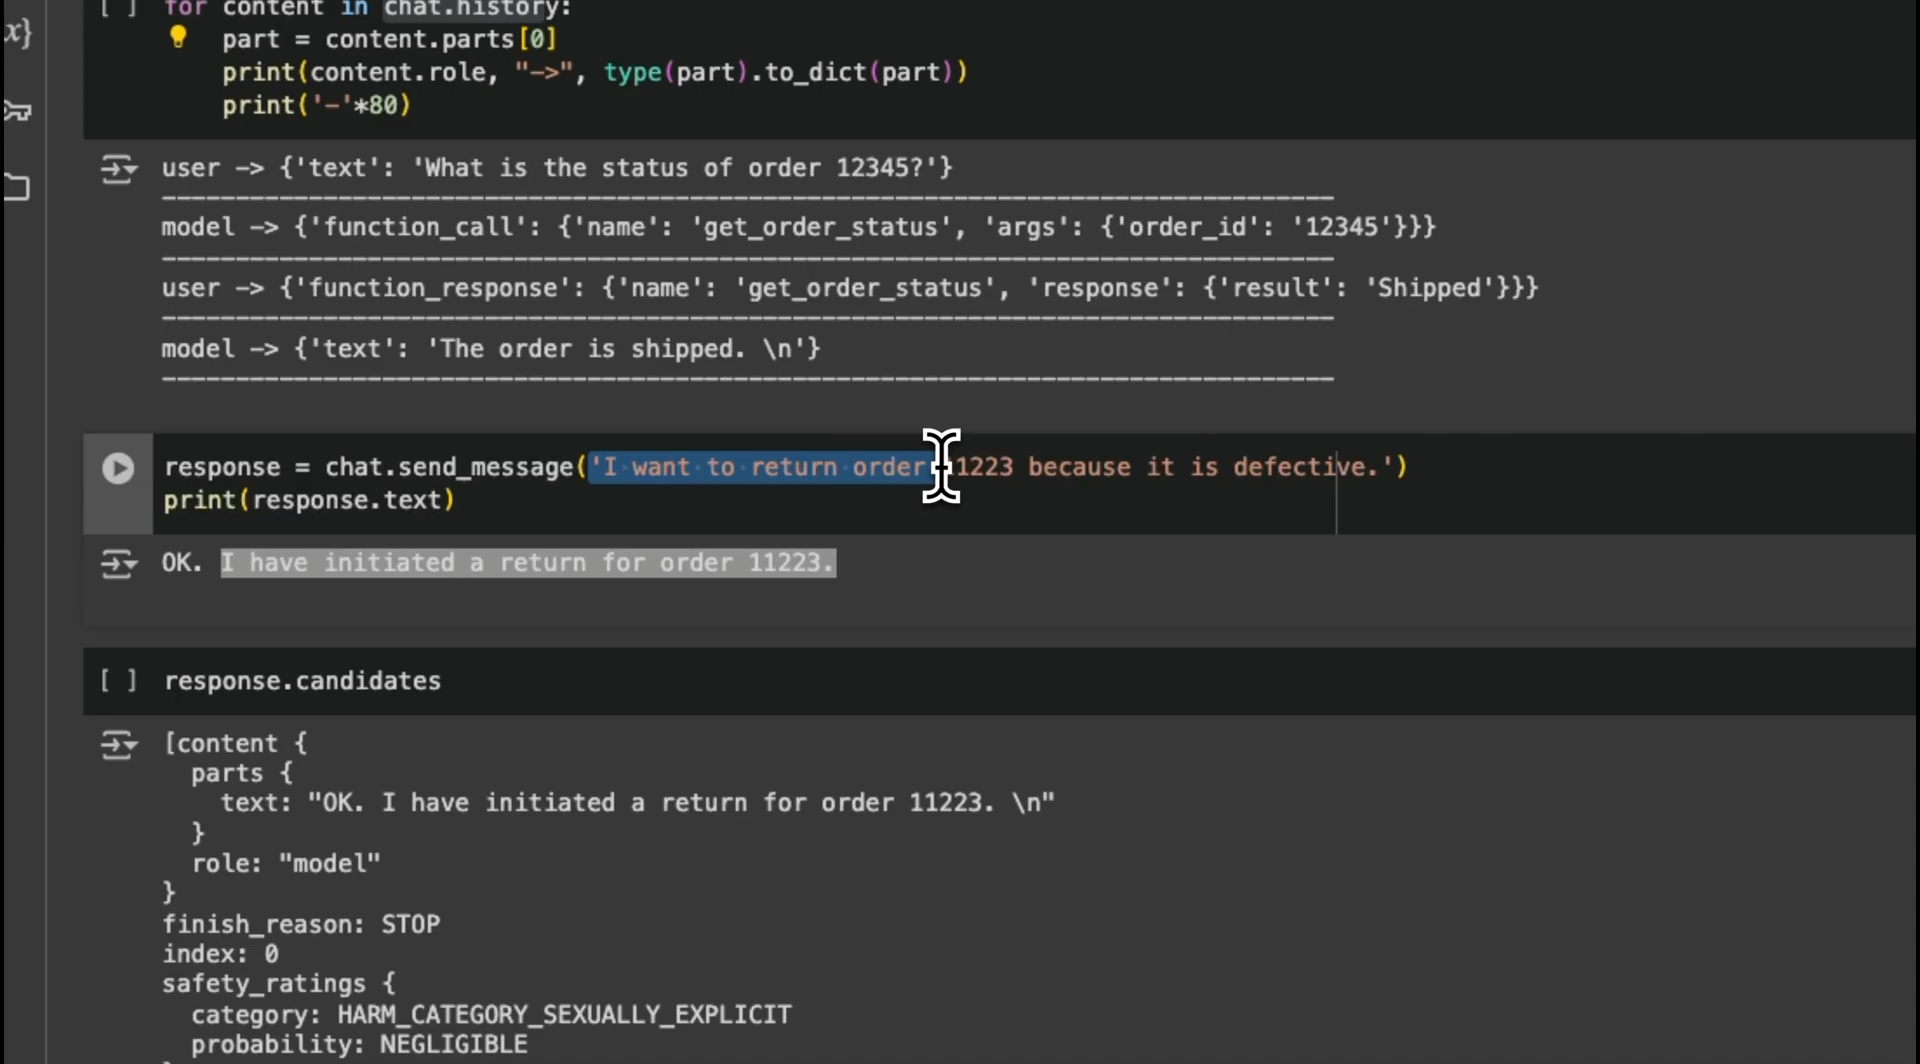 x}
[ ] for content in chat.history:
part = content.parts[0]
print(content.role, "->", type(part).to_dict(part))
print('-'*80)
user -> {'text': 'What is the status of order 12345?'}
--------------------------------------------------------------------------------
model -> {'function_call': {'name': 'get_order_status', 'args': {'order_id': '12345'}}}
--------------------------------------------------------------------------------
user -> {'function_response': {'name': 'get_order_status', 'response': {'result': 'Shipped'}}}
--------------------------------------------------------------------------------
model -> {'text': 'The order is shipped. \n'}
--------------------------------------------------------------------------------
response = chat.send_message('I want to return order 11223 because it is defective.')
print(response.text)
OK. I have initiated a return for order 11223.
[ ] response.candidates
[content {
parts {
text: "OK. I have initiated a return for order 11223. \n"
}
role: "model"
}
finish_reason: STOP
index: 0
safety_ratings {
category: HARM_CATEGORY_SEXUALLY_EXPLICIT
probability: NEGLIGIBLE